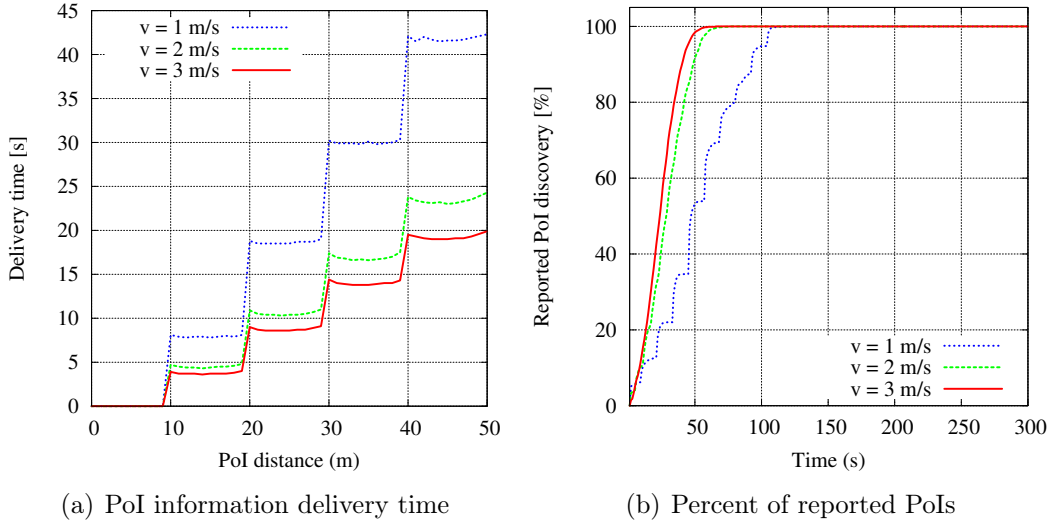 45
40
35
30
25
20
15
10
5
0
0 10 20 30 40 50
Delivery time [s]
PoI distance (m)
v = 1 m/s
v = 2 m/s
v = 3 m/s
(a) PoI information delivery time
100
80
60
40
20
0
50 100 150 200 250 300
Reported PoI discovery [%]
Time (s)
v = 1 m/s
v = 2 m/s
v = 3 m/s
(b) Percent of reported PoIs